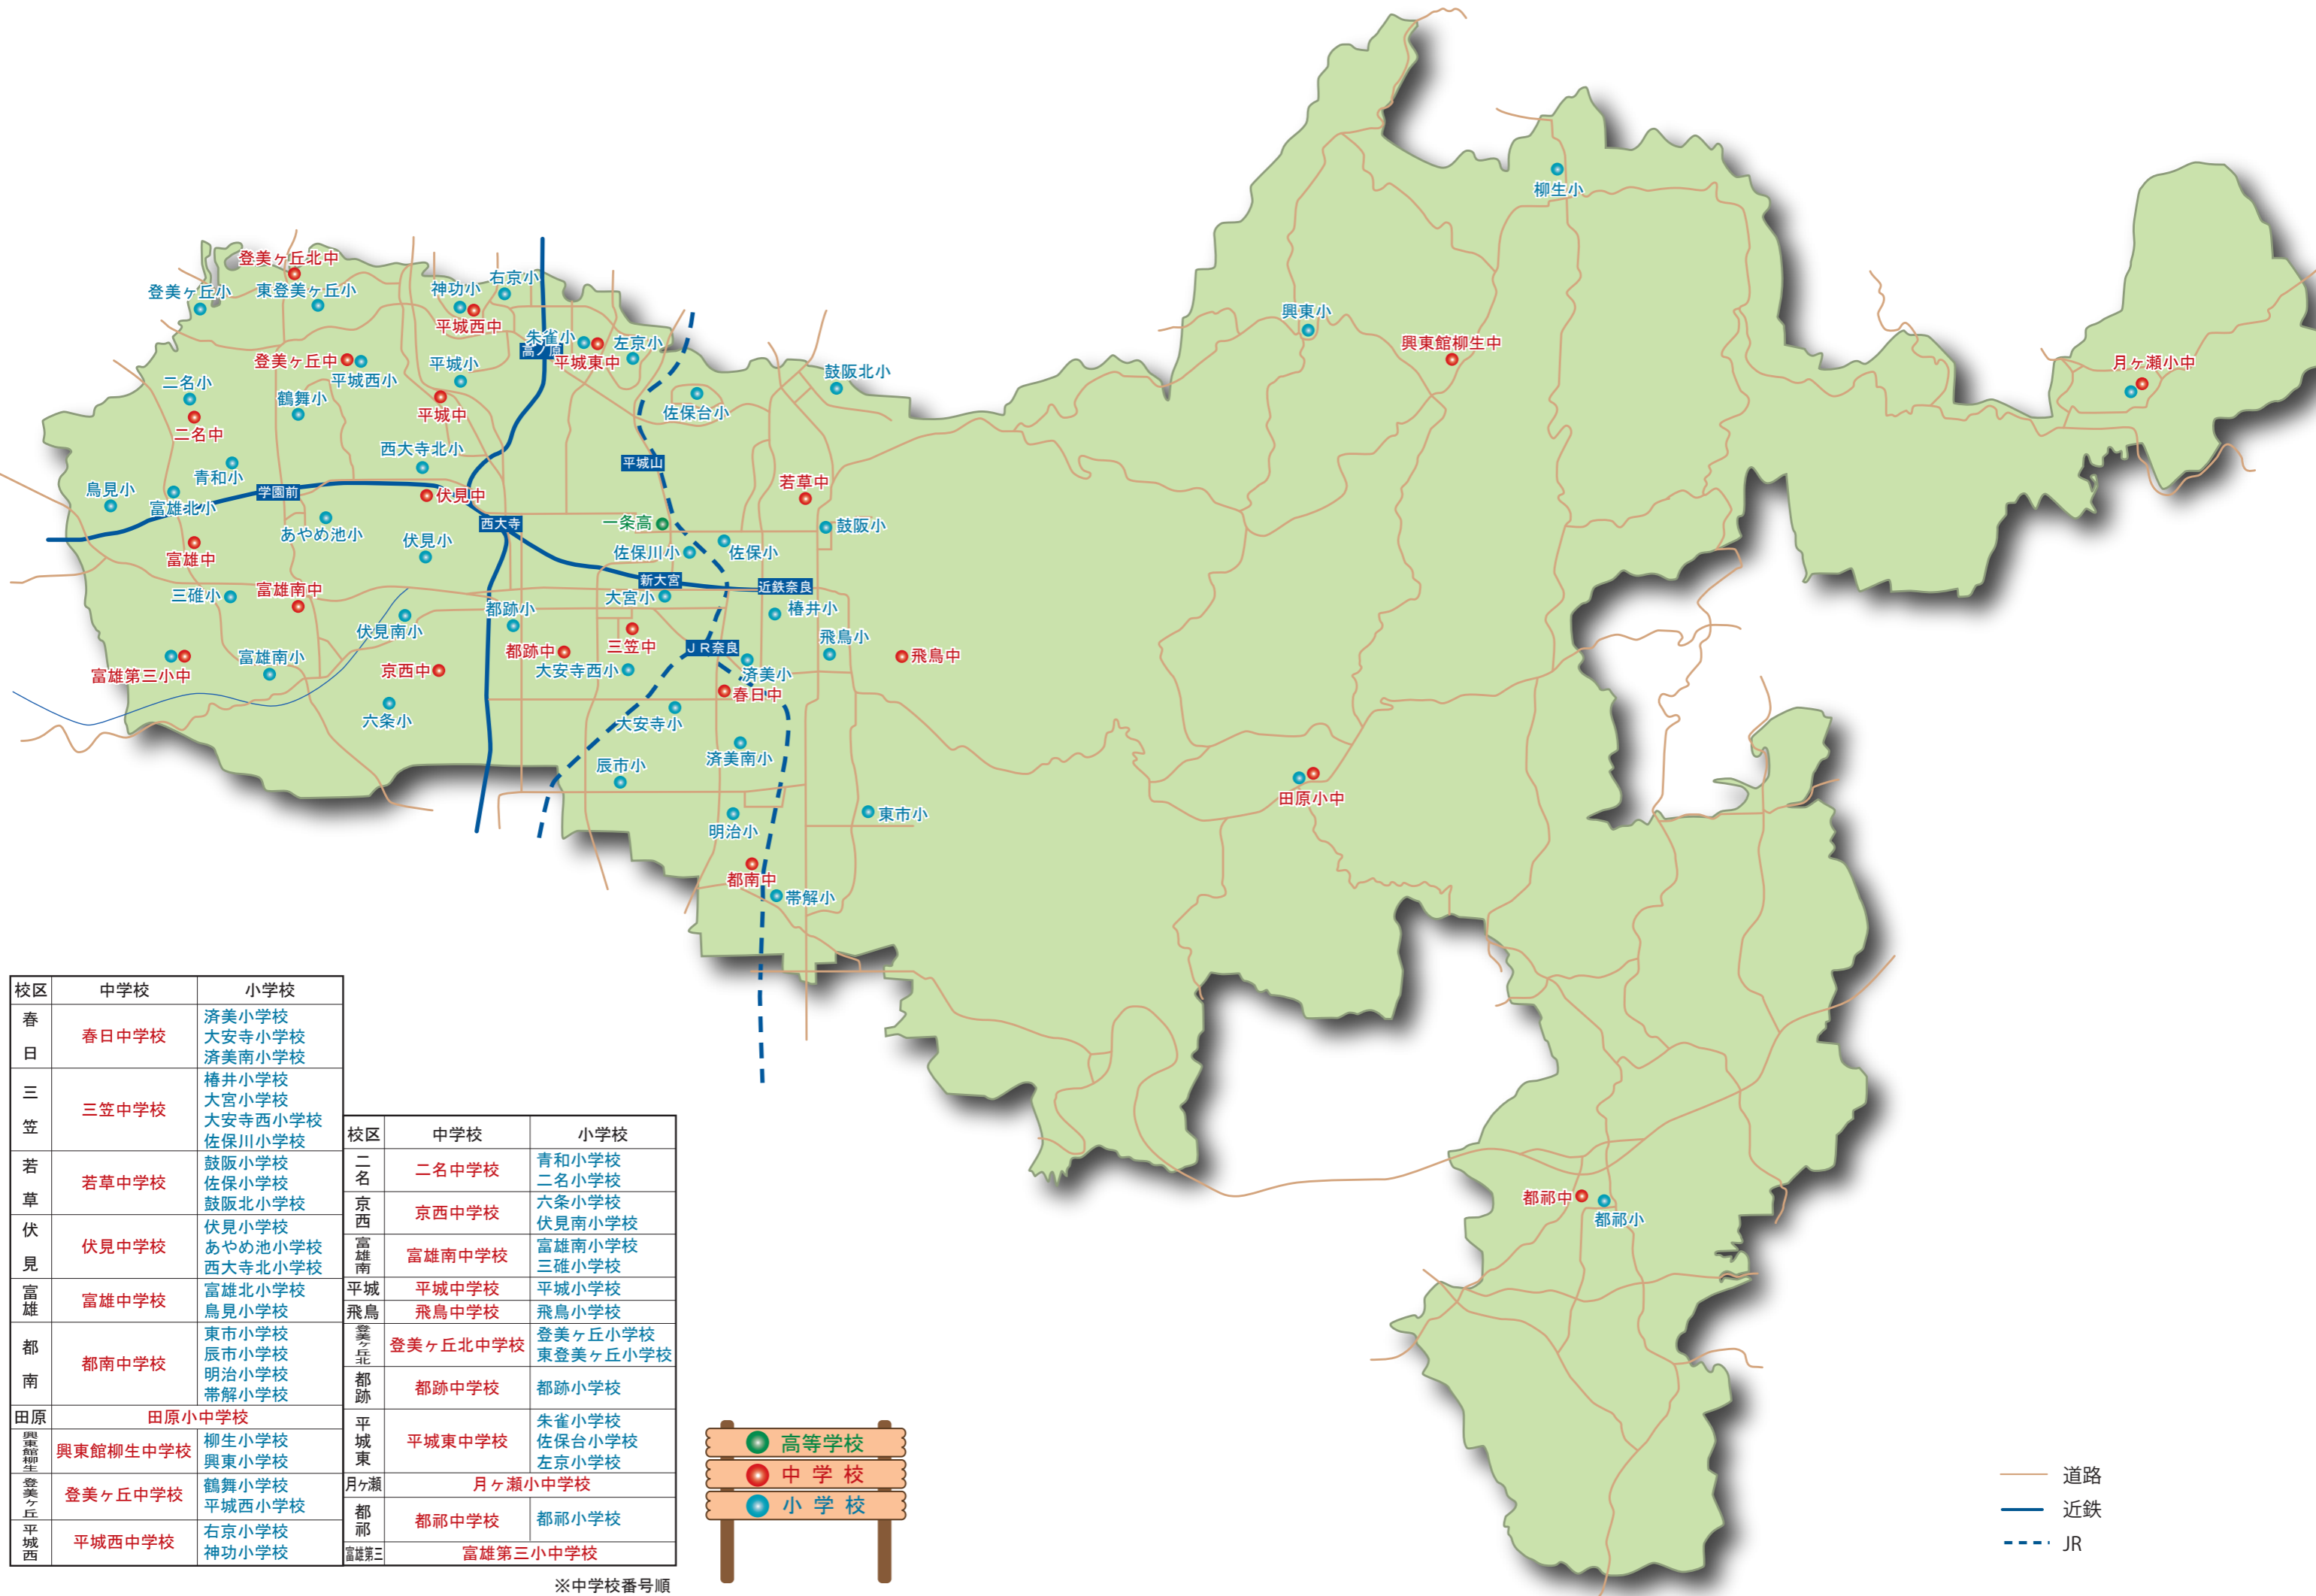 登美ヶ丘北中
登美ヶ丘小
東登美ヶ丘小
神功小
右京小
平城西中
朱雀小
高ノ原
平城東中
左京小
登美ヶ丘中
平城西小
平城小
二名小
鶴舞小
平城中
二名中
佐保台小
鼓阪北小
西大寺北小
青和小
平城山
鳥見小
富雄北小
学園前
伏見中
若草中
あやめ池小
西大寺
一条高
鼓阪小
富雄中
伏見小
佐保川小
佐保小
新大宮
近鉄奈良
三碓小
富雄南中
大宮小
都跡小
椿井小
伏見南小
三笠中
飛鳥小
都跡中
JR奈良
飛鳥中
富雄第三小中
富雄南小
京西中
大安寺西小
済美小
春日中
六条小
大安寺小
済美南小
辰市小
明治小
東市小
都南中
帯解小
柳生小
興東小
興東館柳生中
月ヶ瀬小中
田原小中
都祁中
都祁小
校区 中学校 小学校
春日 春日中学校 済美小学校
大安寺小学校
済美南小学校
三笠 三笠中学校 椿井小学校
大宮小学校
大安寺西小学校
佐保川小学校
若草 若草中学校 鼓阪小学校
佐保小学校
鼓阪北小学校
伏見 伏見中学校 伏見小学校
あやめ池小学校
西大寺北小学校
富雄 富雄中学校 富雄北小学校
鳥見小学校
都南 都南中学校 東市小学校
辰市小学校
明治小学校
帯解小学校
田原 田原小中学校
興東館柳生 興東館柳生中学校 柳生小学校
興東小学校
登美ヶ丘 登美ヶ丘中学校 鶴舞小学校
平城西小学校
平城西 平城西中学校 右京小学校
神功小学校
校区 中学校 小学校
二名 二名中学校 青和小学校
二名小学校
京西 京西中学校 六条小学校
伏見南小学校
富雄南 富雄南中学校 富雄南小学校
三碓小学校
平城 平城中学校 平城小学校
飛鳥 飛鳥中学校 飛鳥小学校
登美ヶ丘北 登美ヶ丘北中学校 登美ヶ丘小学校
東登美ヶ丘小学校
都跡 都跡中学校 都跡小学校
平城東 平城東中学校 朱雀小学校
佐保台小学校
左京小学校
月ヶ瀬 月ヶ瀬小中学校
都祁 都祁中学校 都祁小学校
富雄第三 富雄第三小中学校
※中学校番号順
高等学校
中学校
小学校
道路
近鉄
JR